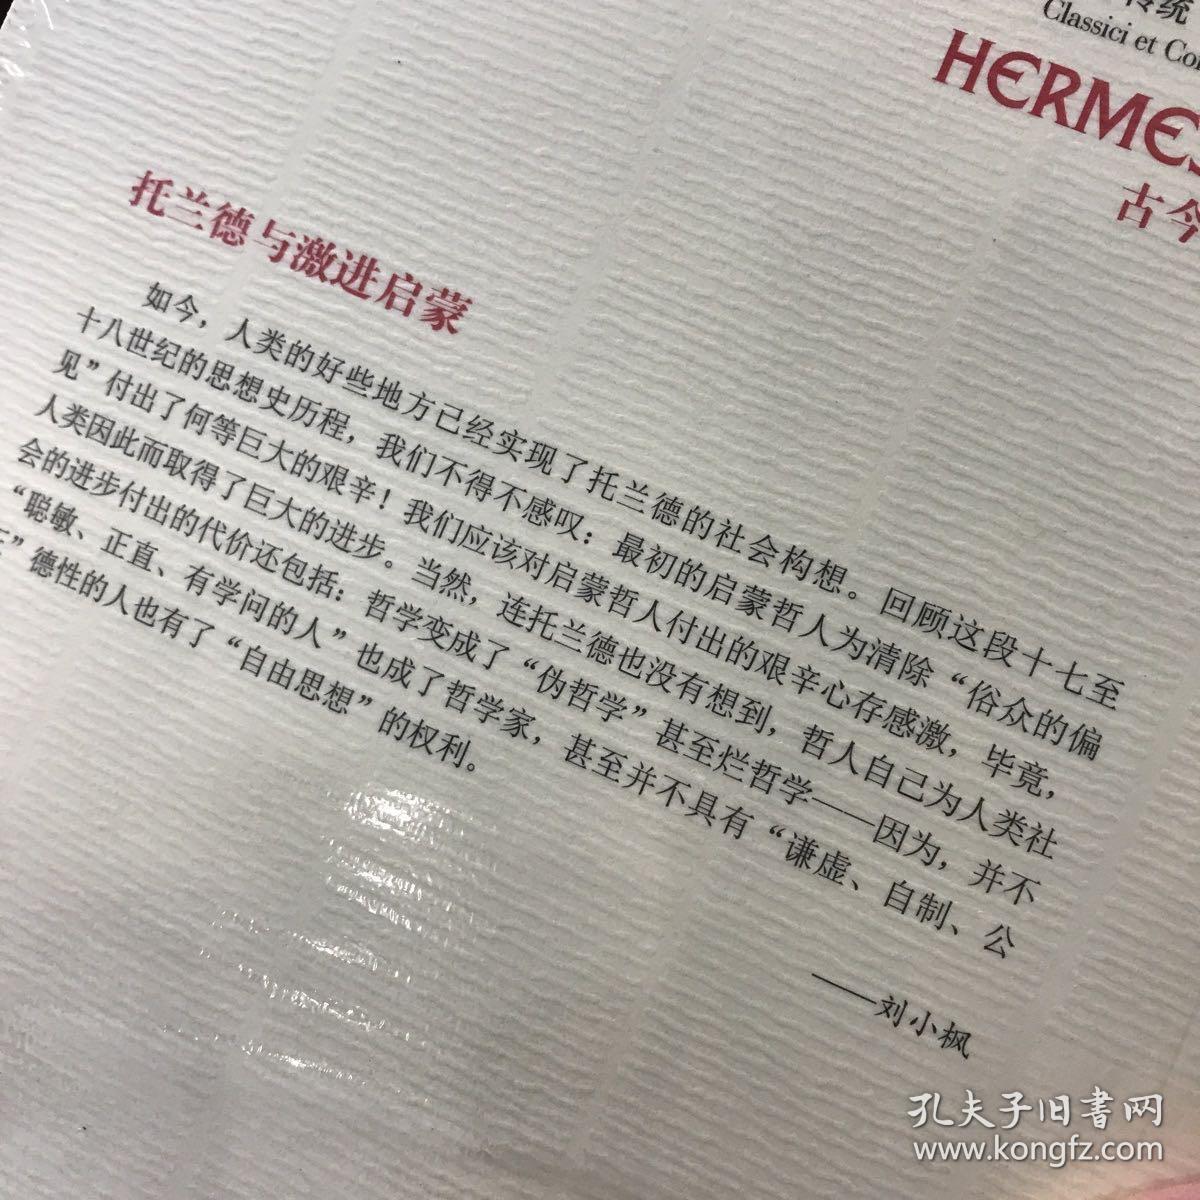 传统
Classici et Co
HERMES
古今
托兰德与激进启蒙
如今，人类的好些地方已经实现了托兰德的社会构想。回顾这段十七至
十八世纪的思想史历程，我们不得不感叹：最初的启蒙哲人为清除“俗众的偏
见”付出了何等巨大的艰辛！我们应该对启蒙哲人付出的艰辛心存感激，毕竟，
人类因此而取得了巨大的进步。当然，连托兰德也没有想到，哲人自己为人类社
会的进步付出的代价还包括：哲学变成了“伪哲学”甚至烂哲学——因为，并不
“聪敏、正直、有学问的人”也成了哲学家，甚至并不具有“谦虚、自制、公
正”德性的人也有了“自由思想”的权利。
——刘小枫
孔夫子旧书网
www.kongfz.com